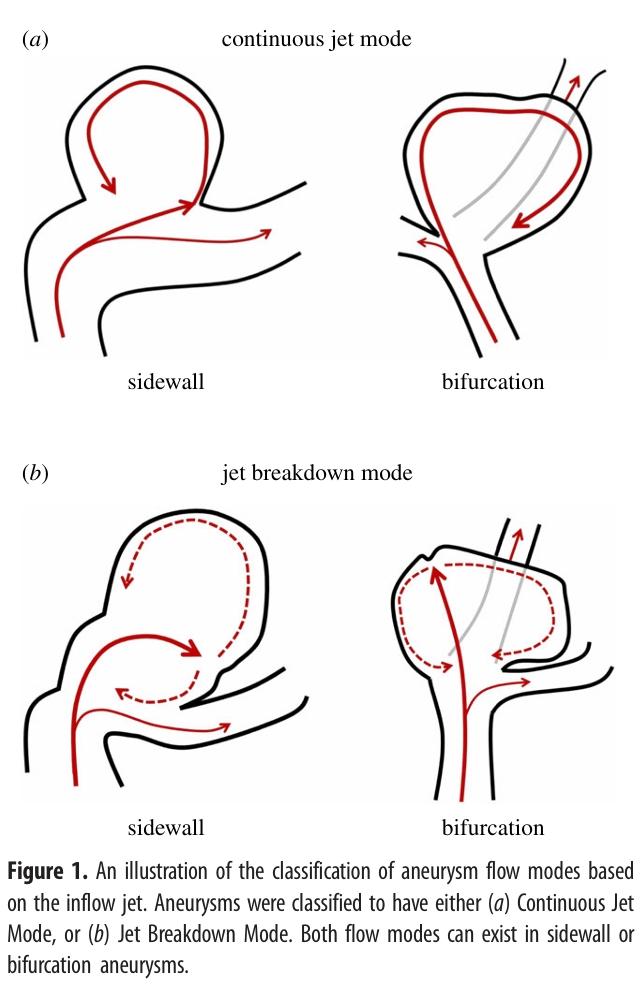 (a) continuous jet mode
sidewall bifurcation
(b) jet breakdown mode
sidewall bifurcation
Figure 1. An illustration of the classification of aneurysm flow modes based
on the inflow jet. Aneurysms were classified to have either (a) Continuous Jet
Mode, or (b) Jet Breakdown Mode. Both flow modes can exist in sidewall or
bifurcation aneurysms.